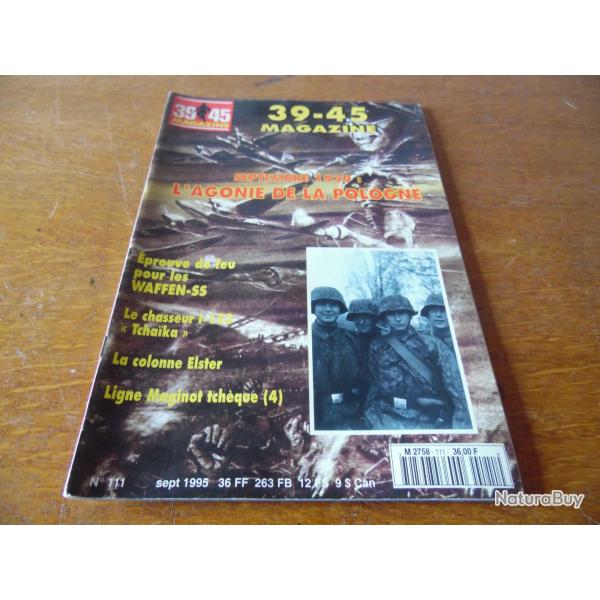 39-45
MAGAZINE
39-45
MAGAZINE
SEPTEMBRE 1939 :
L'AGONIE DE LA POLOGNE
Épreuve de feu
pour les
WAFFEN-SS
Le chasseur I-153
« Tchaïka »
La colonne Elster
Ligne Maginot tchèque (4)
M 2758 - 111 - 36,00 F
N° 111 sept 1995 36 FF 263 FB 12 FS 9 $ Can
NaturaBuy